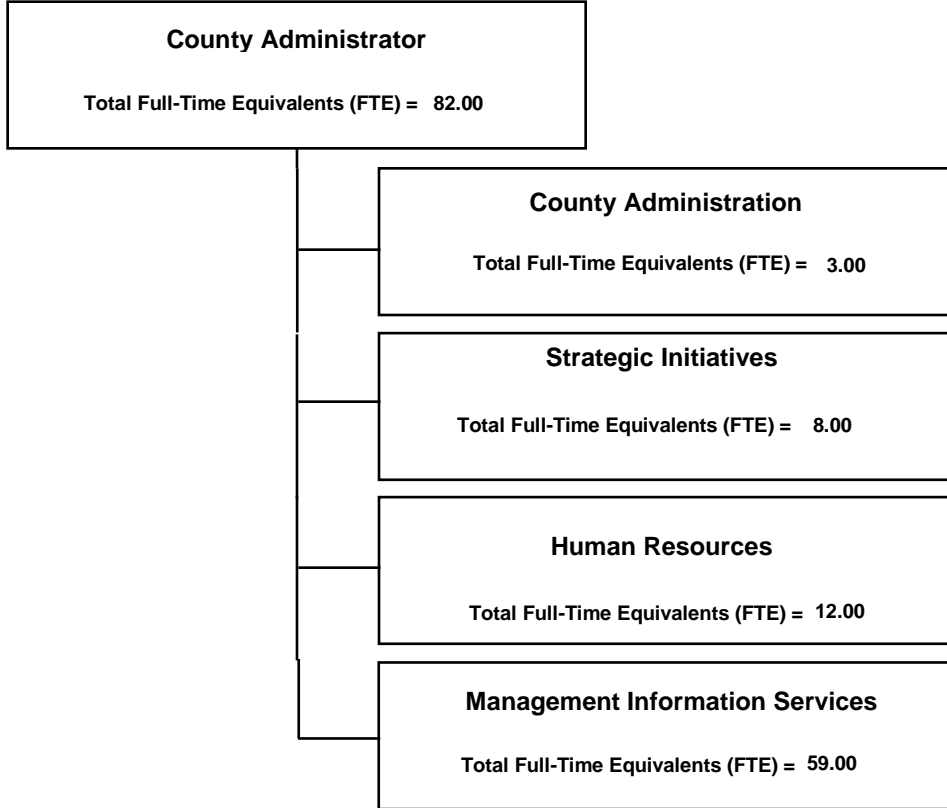 County Administrator
Total Full-Time Equivalents (FTE) = 82.00
County Administration
Total Full-Time Equivalents (FTE) = 3.00
Strategic Initiatives
Total Full-Time Equivalents (FTE) = 8.00
Human Resources
Total Full-Time Equivalents (FTE) = 12.00
Management Information Services
Total Full-Time Equivalents (FTE) = 59.00